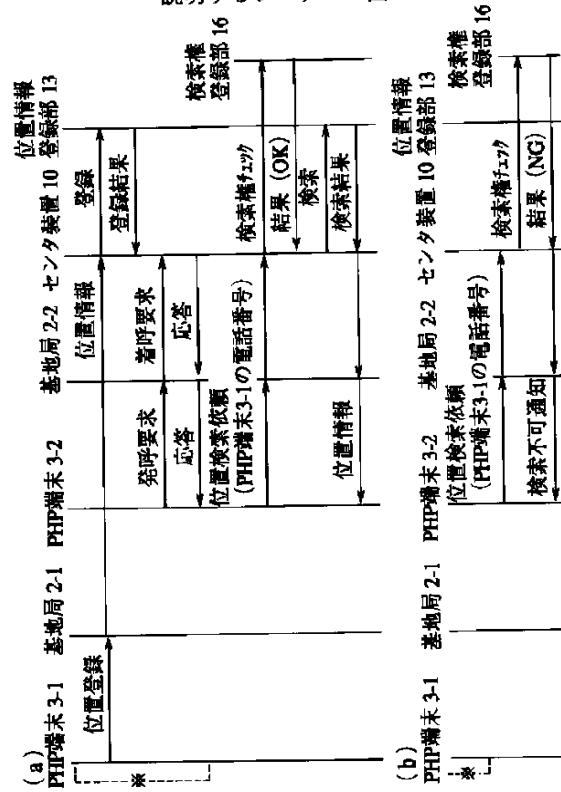 (a)
PHP端末 3-1 基地局 2-1 PHP端末 3-2 基地局 2-2 センタ装置 10 位置情報登録部 13
検索権登録部 16
※
位置登録
位置情報
登録
登録結果
発呼要求
着呼要求
応答
応答
位置検索依頼
(PHP端末3-1の電話番号)
検索権チェック
結果 (OK)
検索
検索結果
位置情報
(b)
PHP端末 3-1 基地局 2-1 PHP端末 3-2 基地局 2-2 センタ装置 10 位置情報登録部 13
検索権登録部 16
※
位置検索依頼
(PHP端末3-1の電話番号)
検索権チェック
結果 (NG)
検索不可通知